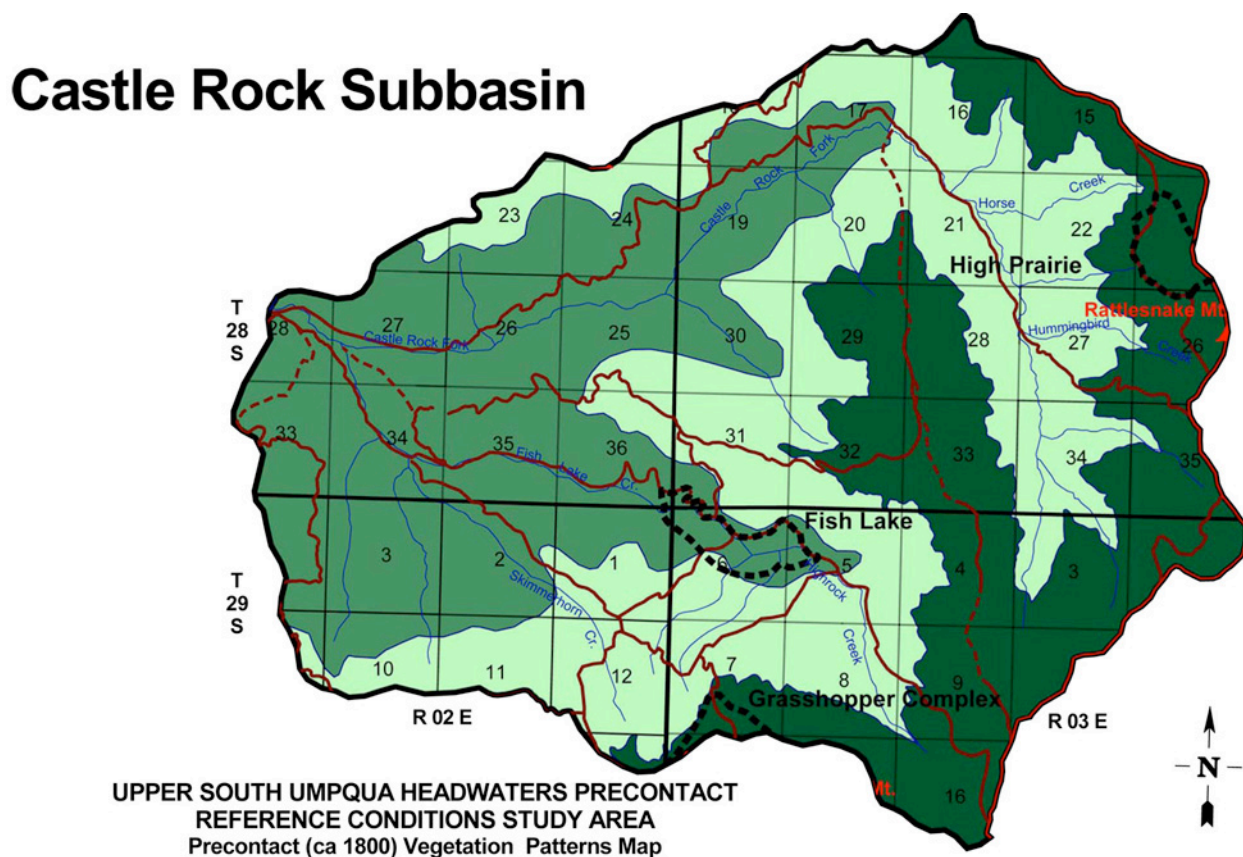 Castle Rock Subbasin
15
16
17
Fork
Rock
Castle
Horse
Creek
23
24
19
20
21
22
High Prairie
T
28
S
28
27
26
25
30
29
28
27
26
Castle Rock Fork
Rattlesnake Mt.
Hummingbird
Creek
33
34
35
36
31
32
33
34
35
Fish Lake Cr.
Fish Lake
T
29
S
3
2
1
6
5
4
3
Skimmerhorn
Cr.
Highrock
Creek
10
11
12
7
8
9
Grasshopper Complex
R 02 E
R 03 E
16
Mt.
N
UPPER SOUTH UMPQUA HEADWATERS PRECONTACT
REFERENCE CONDITIONS STUDY AREA
Precontact (ca 1800) Vegetation Patterns Map